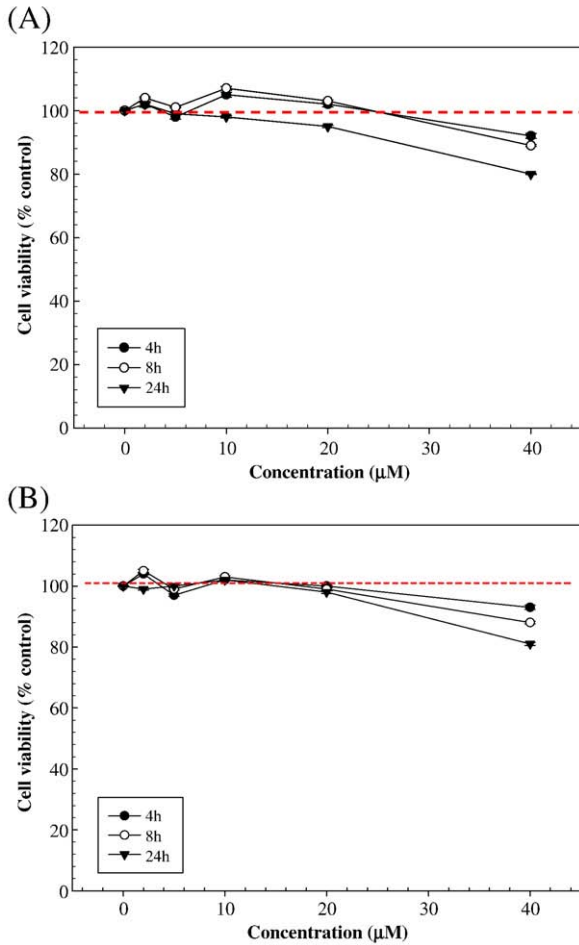 (A)
120
100
80
60
40
20
0
Cell viability (% control)
4h
8h
24h
0 10 20 30 40
Concentration (μM)
(B)
120
100
80
60
40
20
0
Cell viability (% control)
4h
8h
24h
0 10 20 30 40
Concentration (μM)